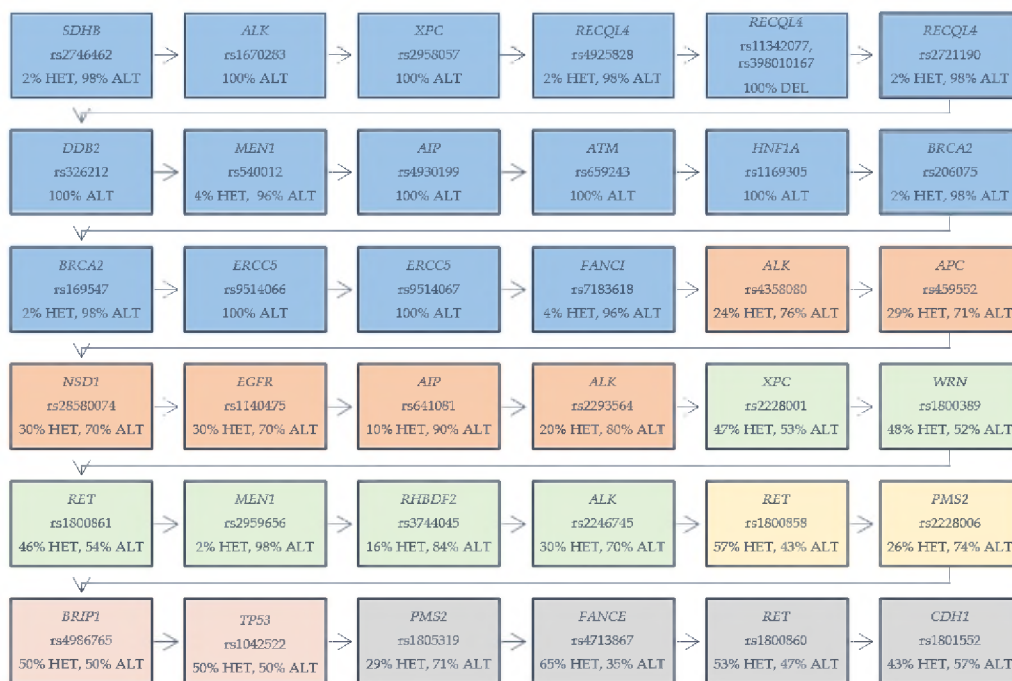 SDHB
rs2746462
2% HET, 98% ALT
ALK
rs1670283
100% ALT
XPC
rs2958057
100% ALT
RECQL4
rs4925828
2% HET, 98% ALT
RECQL4
rs11342077,
rs398010167
100% DEL
RECQL4
rs2721190
2% HET, 98% ALT
DDB2
rs326212
100% ALT
MEN1
rs540012
4% HET, 96% ALT
AIP
rs4930199
100% ALT
ATM
rs659243
100% ALT
HNF1A
rs1169305
100% ALT
BRCA2
rs206075
2% HET, 98% ALT
BRCA2
rs169547
2% HET, 98% ALT
ERCC5
rs9514066
100% ALT
ERCC5
rs9514067
100% ALT
FANCI
rs7183618
4% HET, 96% ALT
ALK
rs4358080
24% HET, 76% ALT
APC
rs459552
29% HET, 71% ALT
NSD1
rs28580074
30% HET, 70% ALT
EGFR
rs1140475
30% HET, 70% ALT
AIP
rs641081
10% HET, 90% ALT
ALK
rs2293564
20% HET, 80% ALT
XPC
rs2228001
47% HET, 53% ALT
WRN
rs1800389
48% HET, 52% ALT
RET
rs1800861
46% HET, 54% ALT
MEN1
rs2959656
2% HET, 98% ALT
RHBDF2
rs3744045
16% HET, 84% ALT
ALK
rs2246745
30% HET, 70% ALT
RET
rs1800858
57% HET, 43% ALT
PMS2
rs2228006
26% HET, 74% ALT
BRIP1
rs4986765
50% HET, 50% ALT
TP53
rs1042522
50% HET, 50% ALT
PMS2
rs1805319
29% HET, 71% ALT
FANCE
rs4713867
65% HET, 35% ALT
RET
rs1800860
53% HET, 47% ALT
CDH1
rs1801552
43% HET, 57% ALT